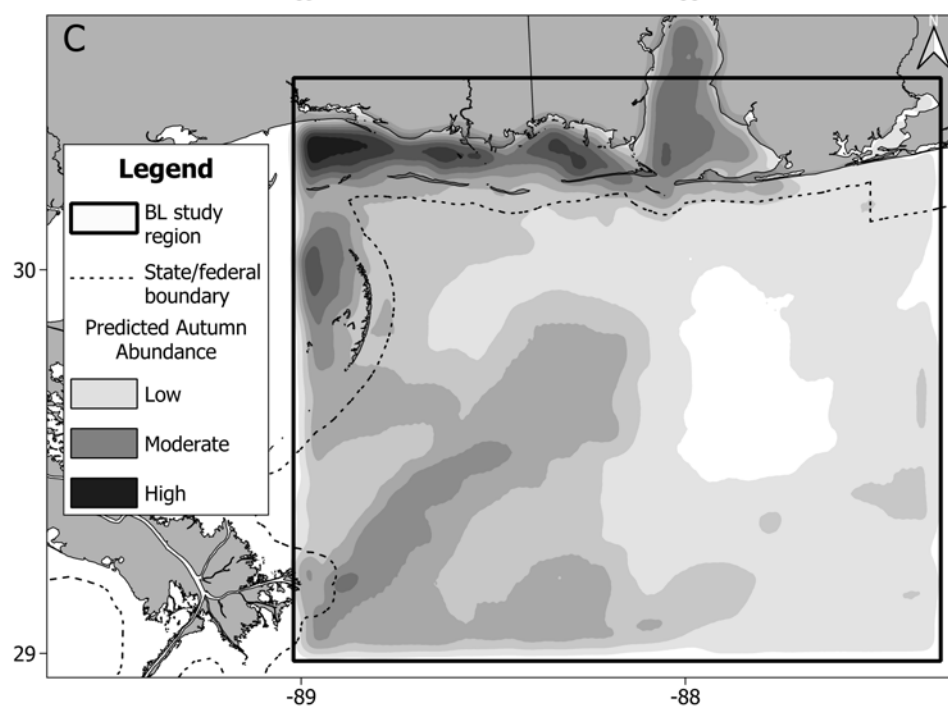 C
N
Legend
BL study
region
State/federal
boundary
Predicted Autumn
Abundance
Low
Moderate
High
30
29
-89
-88